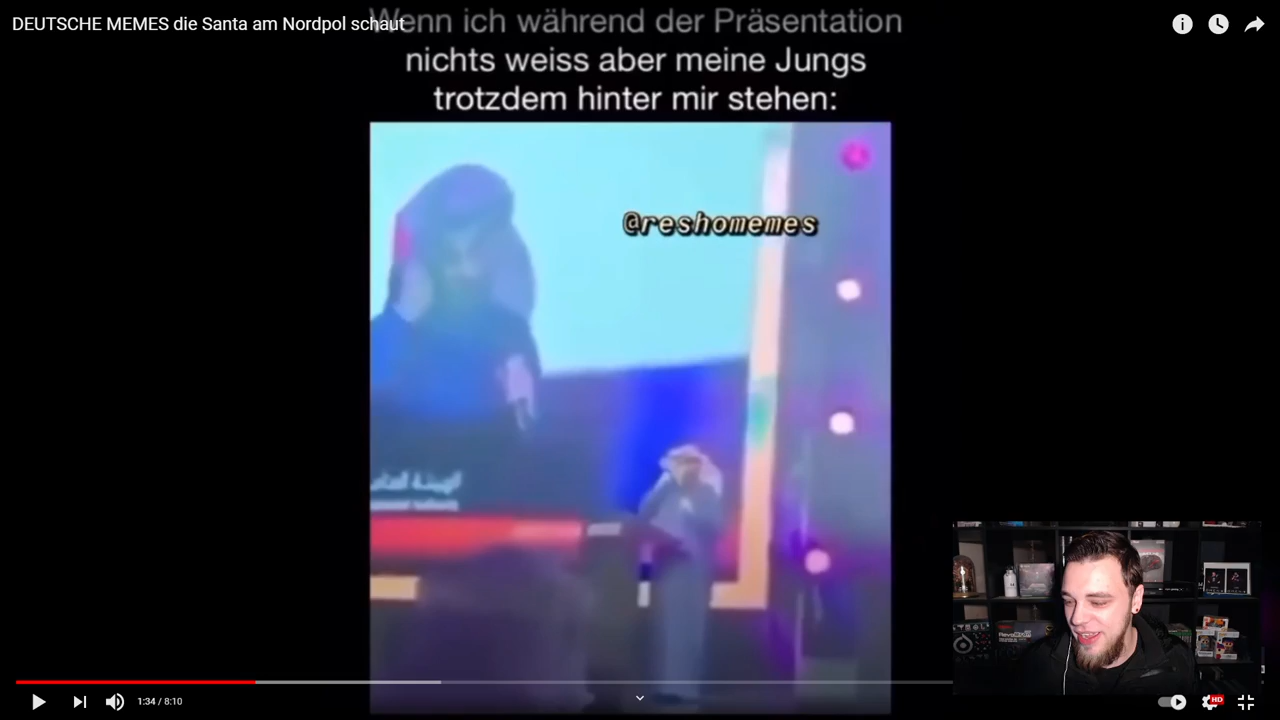 DEUTSCHE MEMES die Santa am Nordpol schaut
Wenn ich während der Präsentation
nichts weiss aber meine Jungs
trotzdem hinter mir stehen:
@reshomemes
1:34 / 8:10
HD